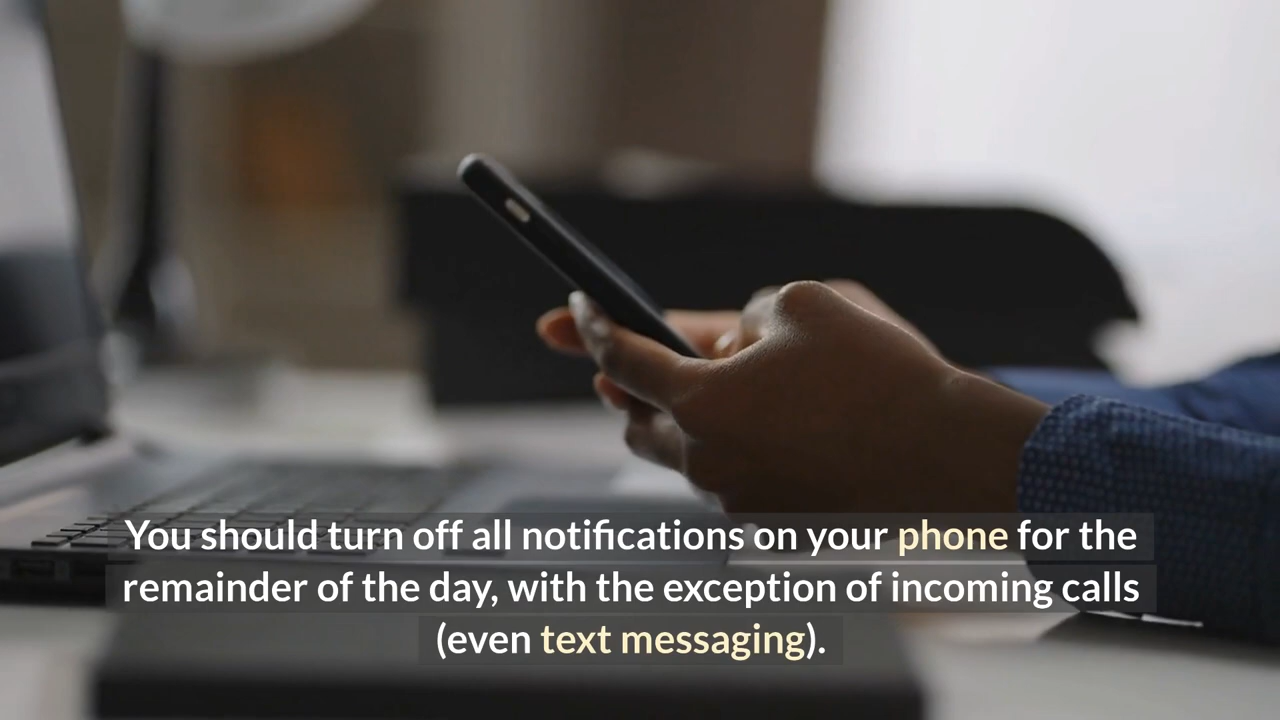 You should turn off all notifications on your phone for the
remainder of the day, with the exception of incoming calls
(even text messaging).